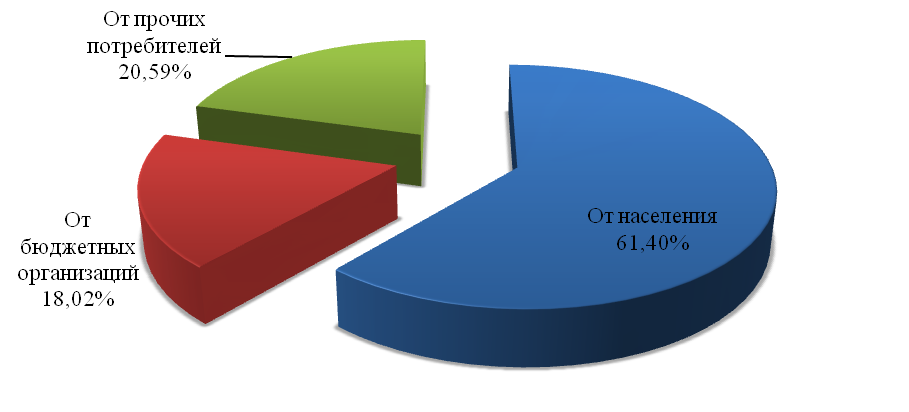 От прочих
потребителей
20,59%
От населения
61,40%
От
бюджетных
организаций
18,02%